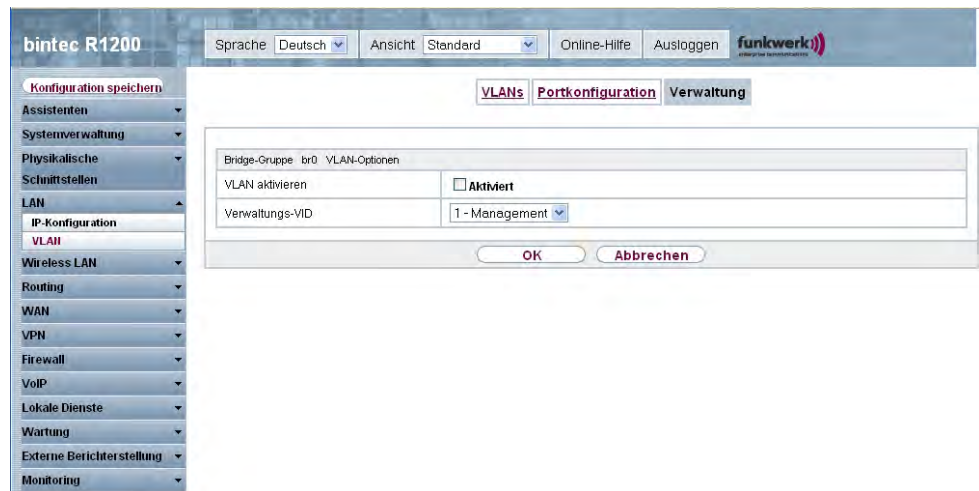 bintec R1200
Sprache Deutsch Ansicht Standard Online-Hilfe Ausloggen funkwerk
Konfiguration speichern
Assistenten
Systemverwaltung
Physikalische
Schnittstellen
LAN
IP-Konfiguration
VLAN
Wireless LAN
Routing
WAN
VPN
Firewall
VoIP
Lokale Dienste
Wartung
Externe Berichterstellung
Monitoring
VLANs Portkonfiguration Verwaltung
Bridge-Gruppe br0 VLAN-Optionen
VLAN aktivieren Aktiviert
Verwaltungs-VID 1 - Management
OK Abbrechen